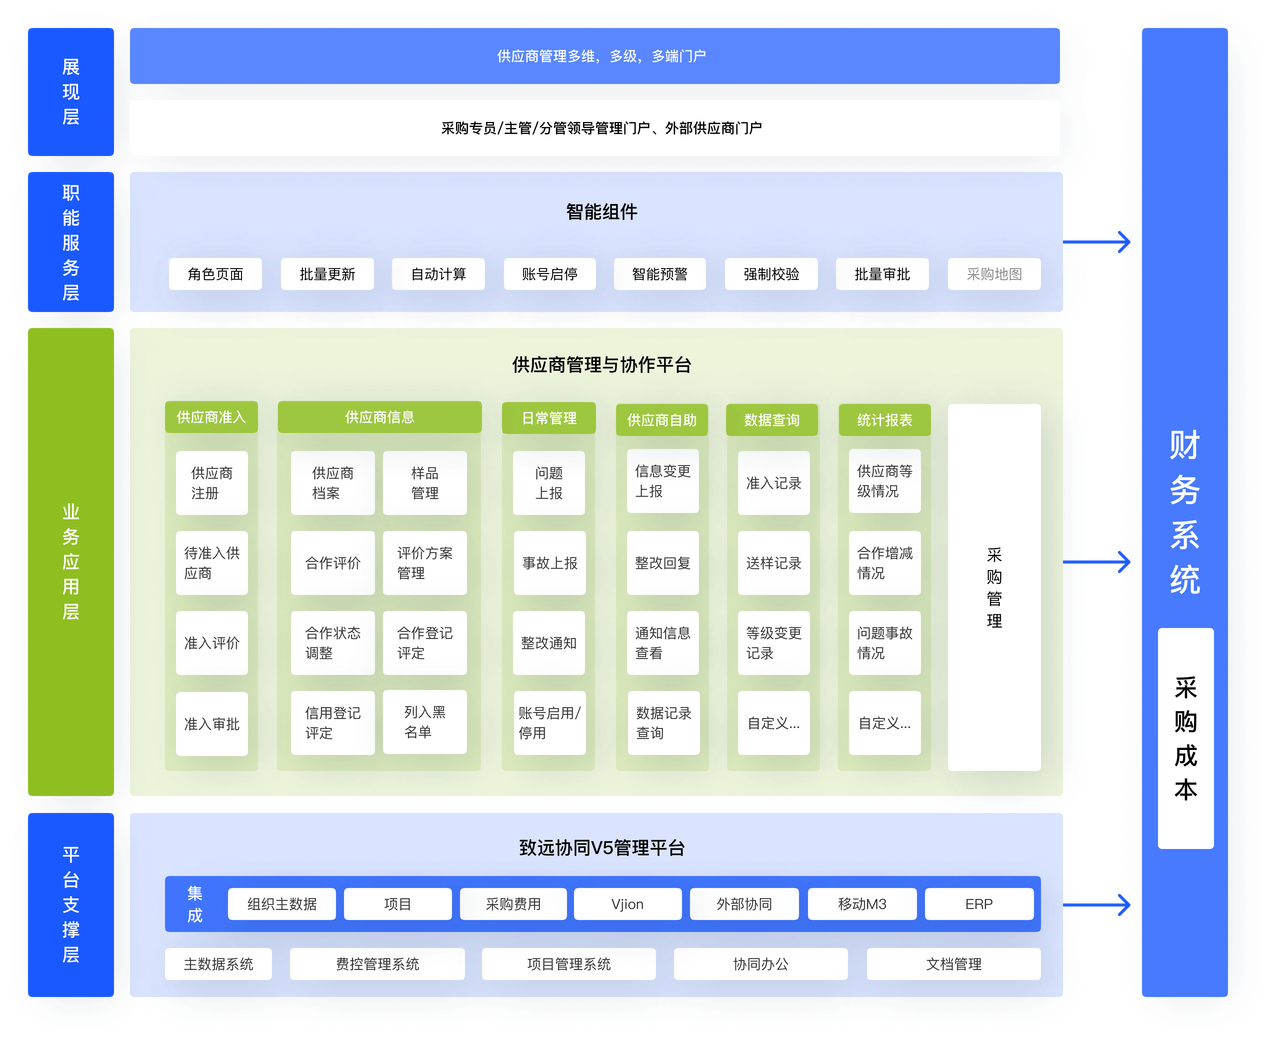 展
现
层
供应商管理多维，多级，多端门户
采购专员/主管/分管领导管理门户、外部供应商门户
职
能
服
务
层
智能组件
角色页面
批量更新
自动计算
账号启停
智能预警
强制校验
批量审批
采购地图
业
务
应
用
层
供应商管理与协作平台
供应商准入
供应商
注册
待准入供
应商
准入评价
准入审批
供应商信息
供应商
档案
样品
管理
合作评价
评价方案
管理
合作状态
调整
合作登记
评定
信用登记
评定
列入黑
名单
日常管理
问题
上报
事故上报
整改通知
账号启用/
停用
供应商自助
信息变更
上报
整改回复
通知信息
查看
数据记录
查询
数据查询
准入记录
送样记录
等级变更
记录
自定义...
统计报表
供应商等
级情况
合作增减
情况
问题事故
情况
自定义...
采
购
管
理
平
台
支
撑
层
致远协同V5管理平台
集
成
组织主数据
项目
采购费用
Vjion
外部协同
移动M3
ERP
主数据系统
费控管理系统
项目管理系统
协同办公
文档管理
财
务
系
统
采
购
成
本